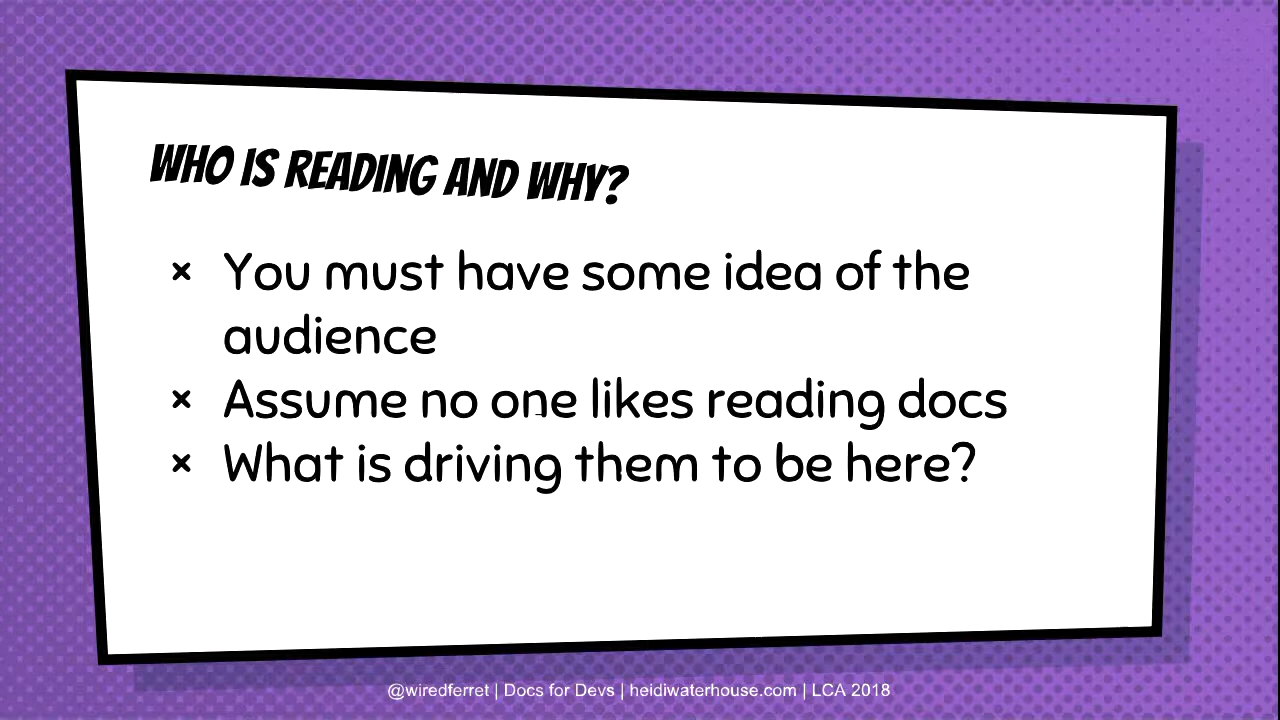 WHO IS READING AND WHY?
× You must have some idea of the
audience
× Assume no one likes reading docs
× What is driving them to be here?
@wiredferret | Docs for Devs | heidiwaterhouse.com | LCA 2018